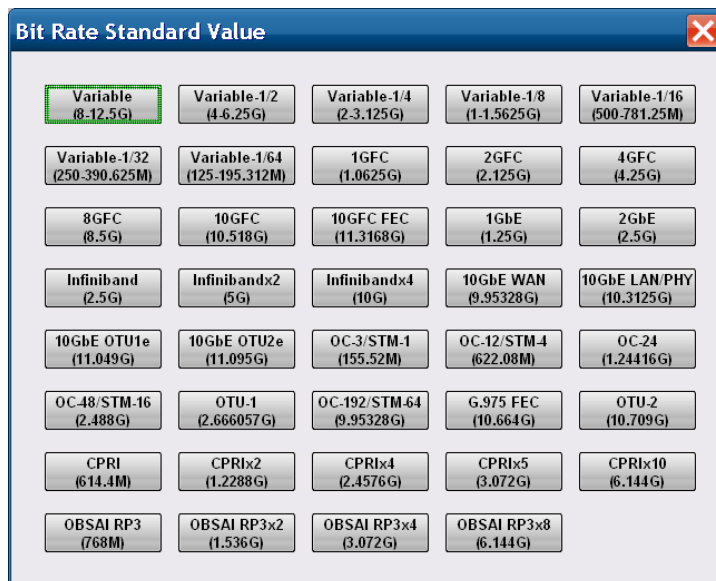 Bit Rate Standard Value
Variable
(8-12.5G)
Variable-1/2
(4-6.25G)
Variable-1/4
(2-3.125G)
Variable-1/8
(1-1.5625G)
Variable-1/16
(500-781.25M)
Variable-1/32
(250-390.625M)
Variable-1/64
(125-195.312M)
1GFC
(1.0625G)
2GFC
(2.125G)
4GFC
(4.25G)
8GFC
(8.5G)
10GFC
(10.518G)
10GFC FEC
(11.3168G)
1GbE
(1.25G)
2GbE
(2.5G)
Infiniband
(2.5G)
Infinibandx2
(5G)
Infinibandx4
(10G)
10GbE WAN
(9.95328G)
10GbE LAN/PHY
(10.3125G)
10GbE OTU1e
(11.049G)
10GbE OTU2e
(11.095G)
OC-3/STM-1
(155.52M)
OC-12/STM-4
(622.08M)
OC-24
(1.24416G)
OC-48/STM-16
(2.488G)
OTU-1
(2.666057G)
OC-192/STM-64
(9.95328G)
G.975 FEC
(10.664G)
OTU-2
(10.709G)
CPRI
(614.4M)
CPRIx2
(1.2288G)
CPRIx4
(2.4576G)
CPRIx5
(3.072G)
CPRIx10
(6.144G)
OBSAI RP3
(768M)
OBSAI RP3x2
(1.536G)
OBSAI RP3x4
(3.072G)
OBSAI RP3x8
(6.144G)